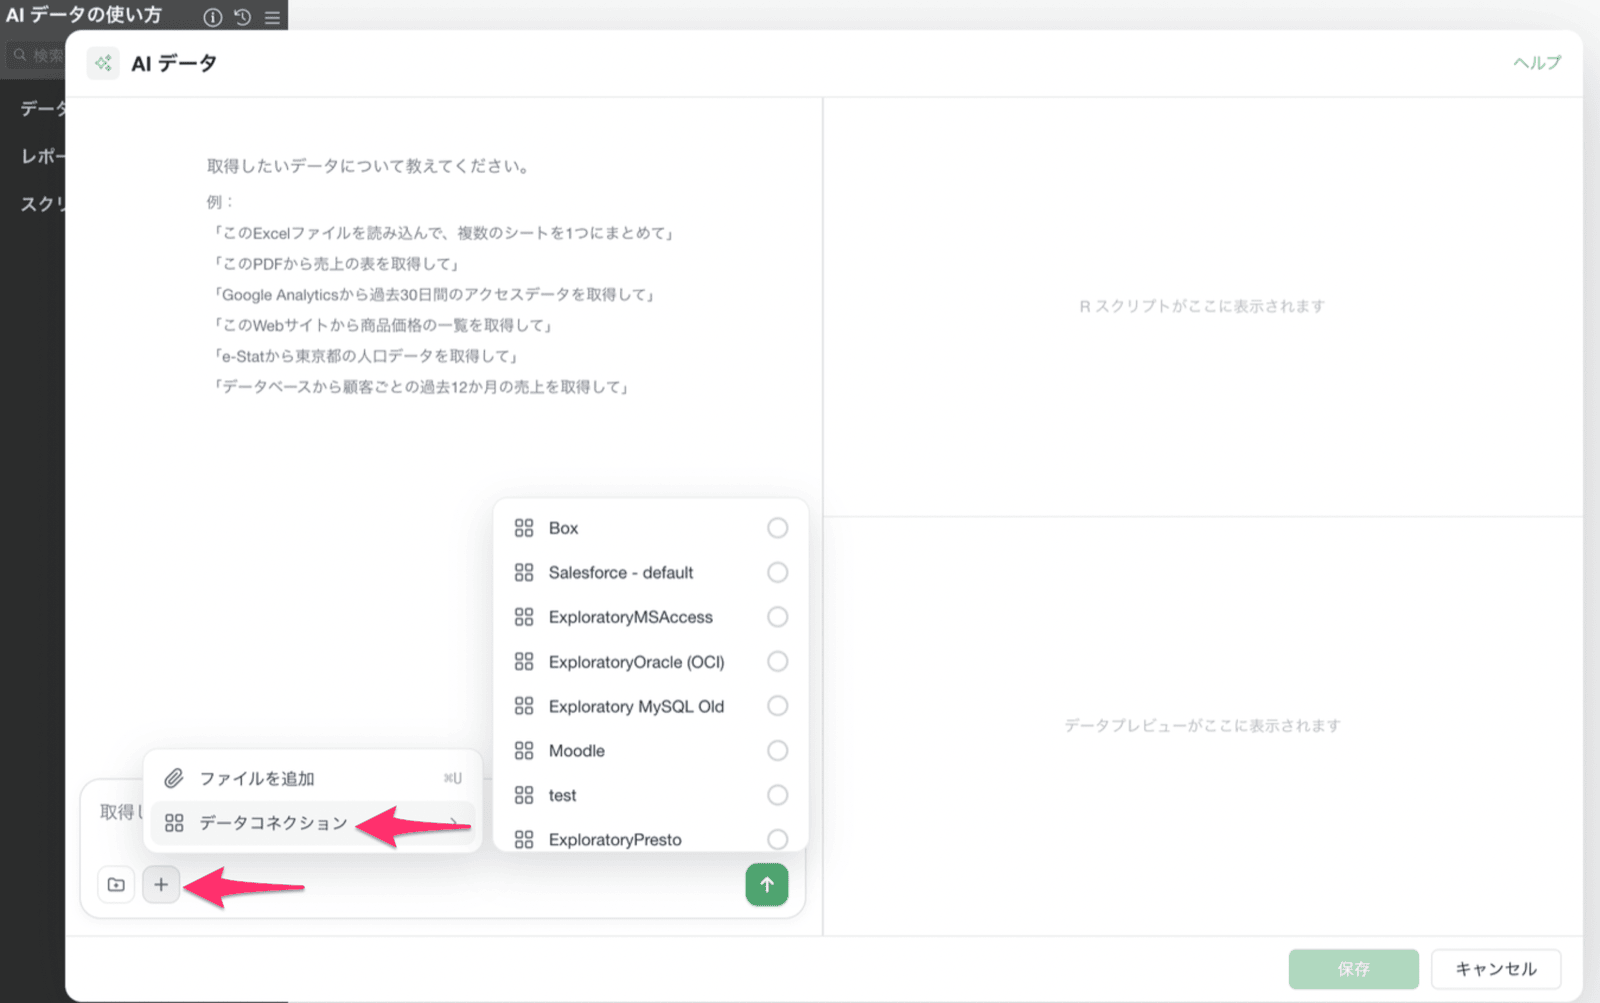 AI データの使い方
検索
AI データ
ヘルプ
データ
レポー
スクリ
取得したいデータについて教えてください。
例：
「このExcelファイルを読み込んで、複数のシートを1つにまとめて」
「このPDFから売上の表を取得して」
「Google Analyticsから過去30日間のアクセスデータを取得して」
「このWebサイトから商品価格の一覧を取得して」
「e-Statから東京都の人口データを取得して」
「データベースから顧客ごとの過去12か月の売上を取得して」
R スクリプトがここに表示されます
Box
Salesforce - default
ExploratoryMSAccess
ExploratoryOracle (OCI)
Exploratory MySQL Old
Moodle
test
ExploratoryPresto
ファイルを追加 ⌘U
データコネクション
取得し
データプレビューがここに表示されます
保存
キャンセル